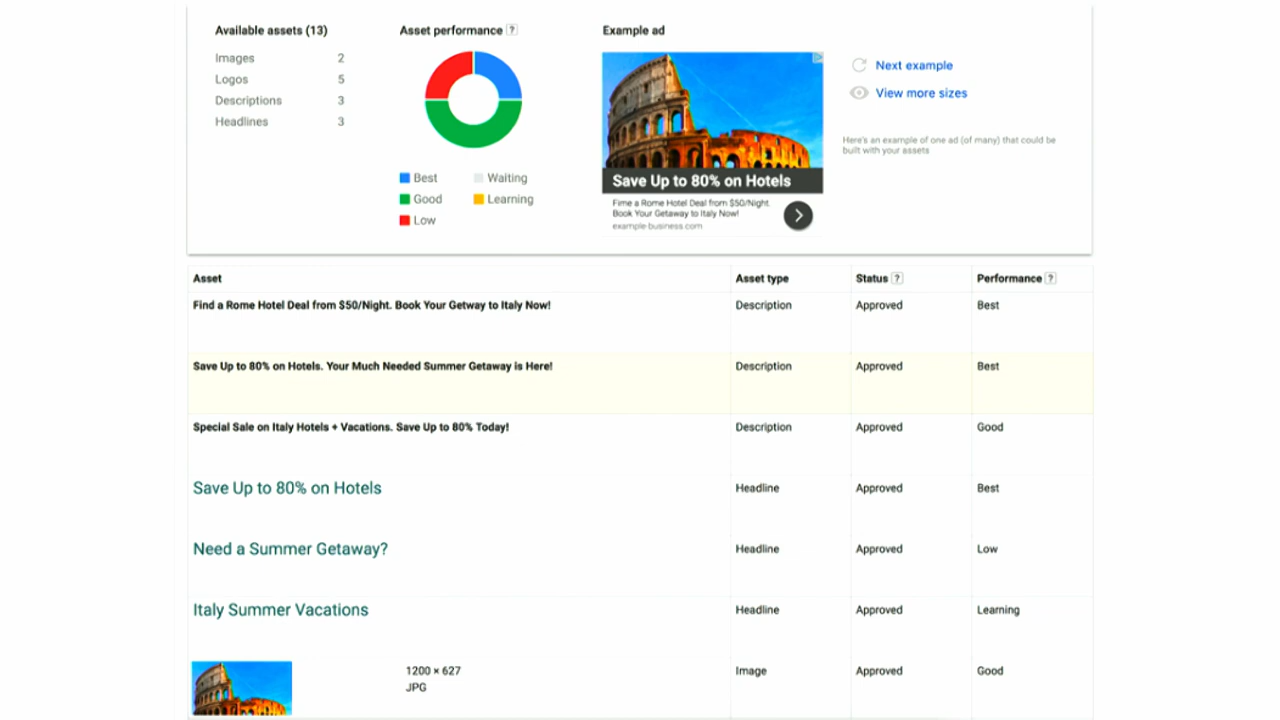 Available assets (13)
Images 2
Logos 5
Descriptions 3
Headlines 3
Asset performance ?
Best
Waiting
Good
Learning
Low
Example ad
Save Up to 80% on Hotels
Fime a Rome Hotel Deal from $50/Night.
Book Your Getaway to Italy Now!
example-business.com
Next example
View more sizes
Here's an example of one ad (of many) that could be
built with your assets
Asset Asset type Status ? Performance ?
Find a Rome Hotel Deal from $50/Night. Book Your Getway to Italy Now! Description Approved Best
Save Up to 80% on Hotels. Your Much Needed Summer Getaway is Here! Description Approved Best
Special Sale on Italy Hotels + Vacations. Save Up to 80% Today! Description Approved Good
Save Up to 80% on Hotels Headline Approved Best
Need a Summer Getaway? Headline Approved Low
Italy Summer Vacations Headline Approved Learning
1200 × 627 Image Approved Good
JPG